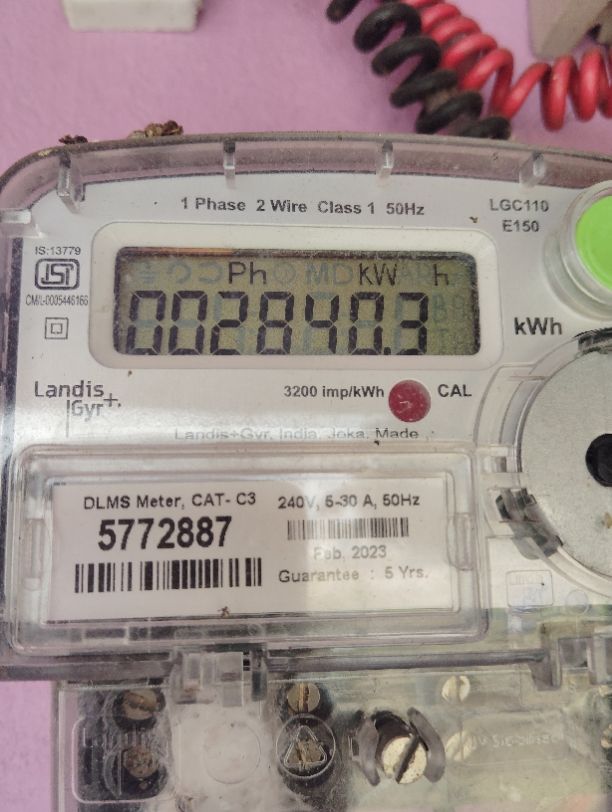 1 Phase 2 Wire Class 1 50Hz
LGC110
E150
IS:13779
ISI
CM/L-0005446166
Ph kW h
002840.3
kWh
Landis
Gyr+
3200 imp/kWh
CAL
Landis+Gyr, India, Joka, Made
DLMS Meter, CAT- C3
5772887
240V, 5-30 A, 50Hz
Feb, 2023
Guarantee : 5 Yrs.